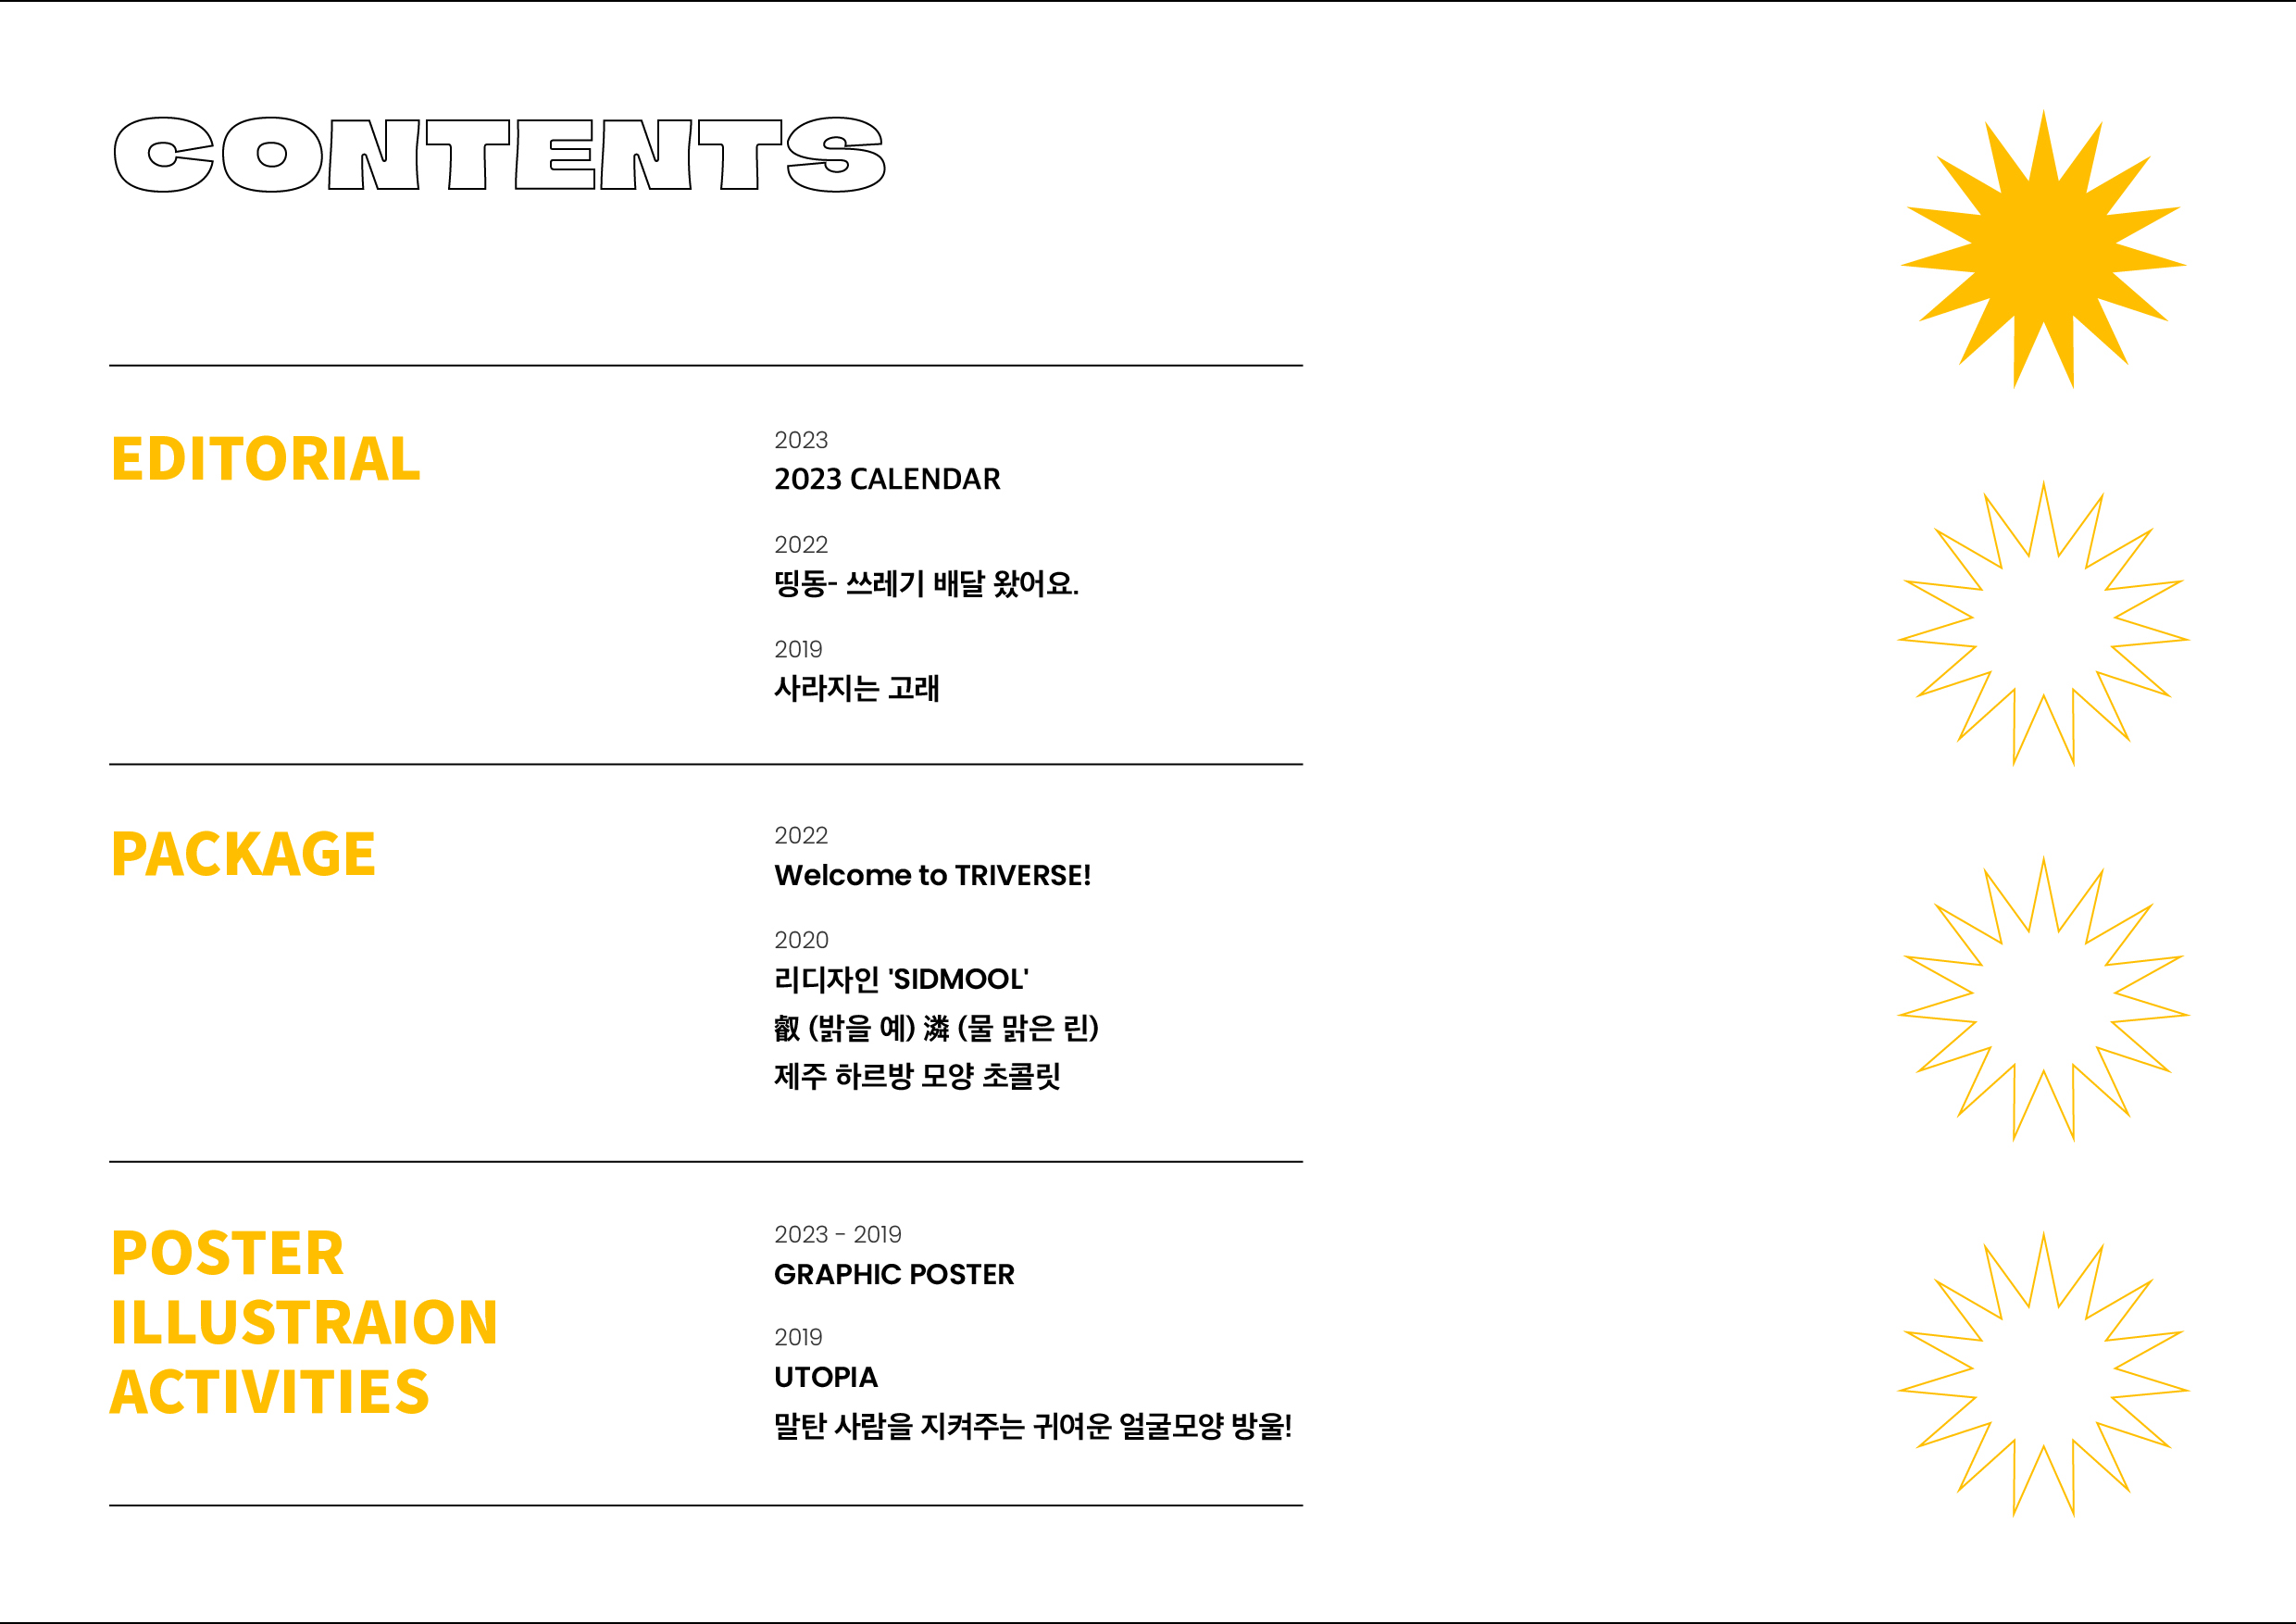 CONTENTS
EDITORIAL
2023
2023 CALENDAR
2022
띵동- 쓰레기 배달 왔어요.
2019
사라지는 고래
PACKAGE
2022
Welcome to TRIVERSE!
2020
리디자인 'SIDMOOL'
叡 (밝을 예) 潾 (물 맑은 린)
제주 하르방 모양 초콜릿
POSTER
ILLUSTRAION
ACTIVITIES
2023 - 2019
GRAPHIC POSTER
2019
UTOPIA
말탄 사람을 지켜주는 귀여운 얼굴모양 방울!